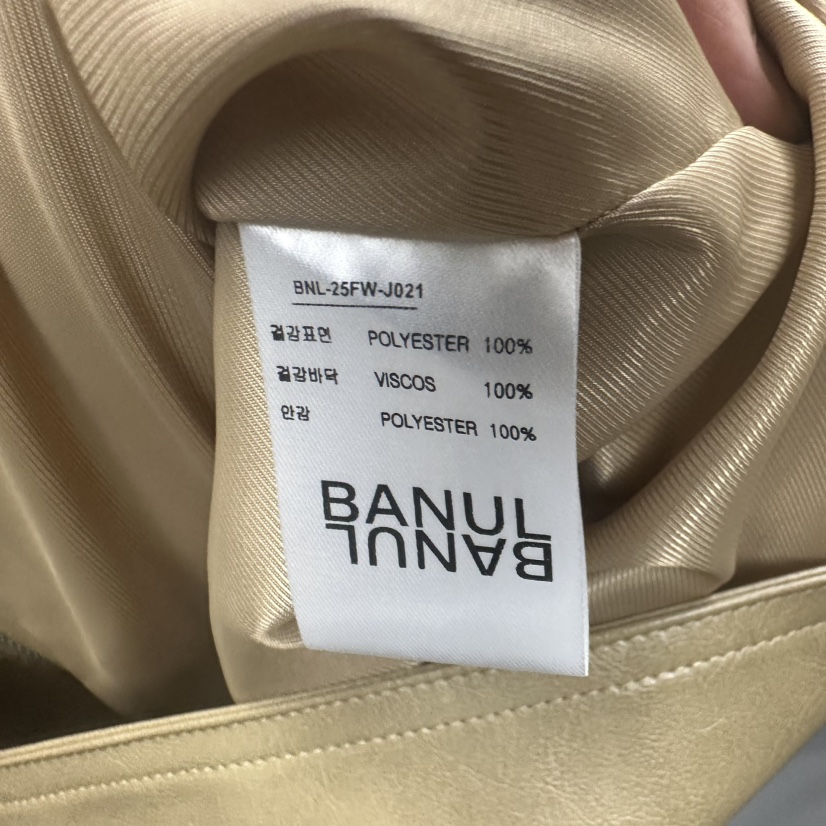 BNL-25FW-J021
겉감표면 POLYESTER 100%
겉감바닥 VISCOS 100%
안감 POLYESTER 100%
BANUL
BANUL